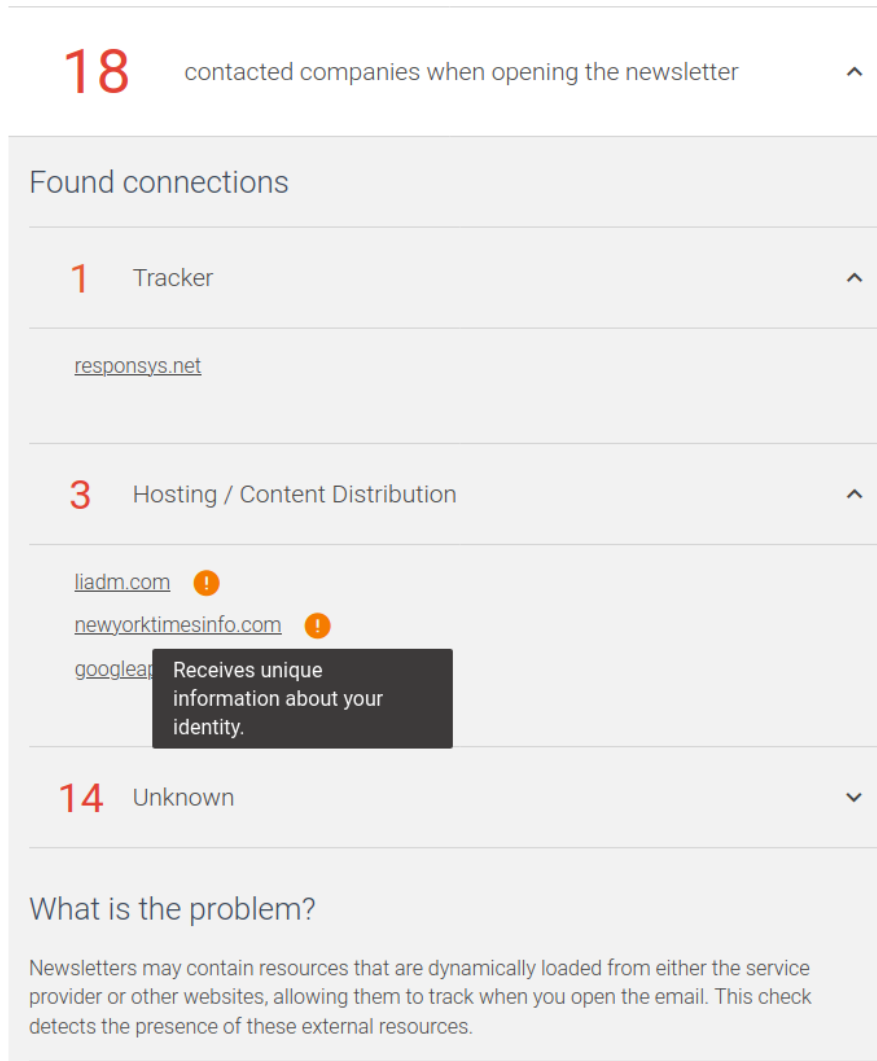 18 contacted companies when opening the newsletter
Found connections
1 Tracker
responsys.net
3 Hosting / Content Distribution
liadm.com !
newyorktimesinfo.com !
googleap
Receives unique
information about your
identity.
14 Unknown
What is the problem?
Newsletters may contain resources that are dynamically loaded from either the service
provider or other websites, allowing them to track when you open the email. This check
detects the presence of these external resources.